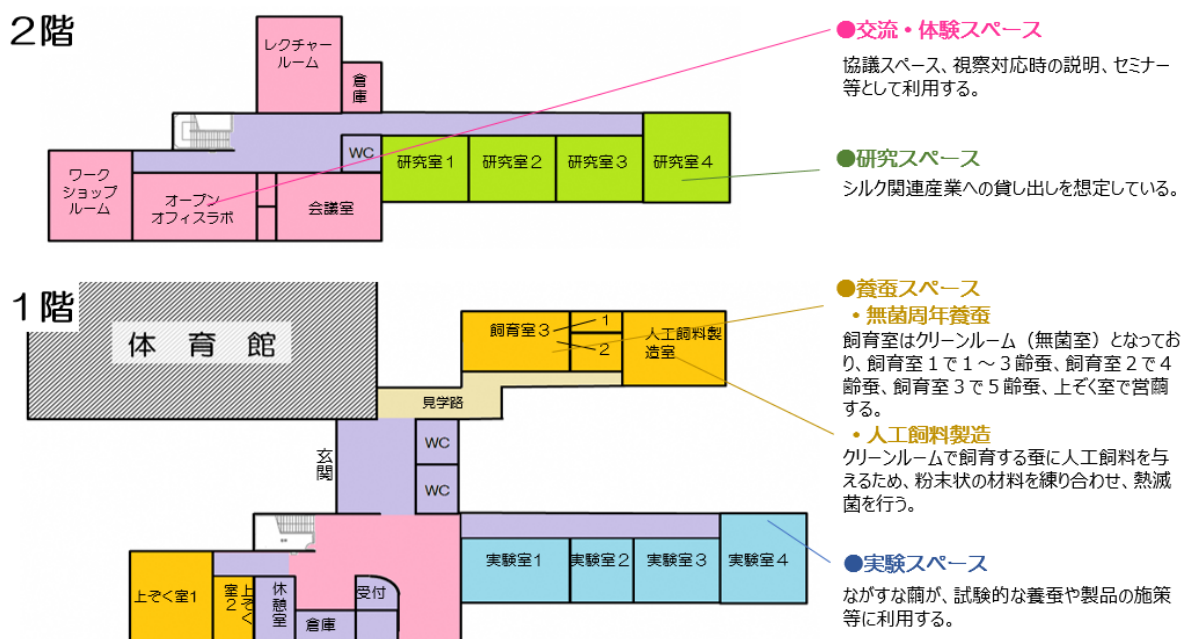 ２階
レクチャー
ルーム
倉
庫
WC
研究室１
研究室２
研究室３
研究室４
ワーク
ショップ
ルーム
オープン
オフィスラボ
会議室
●交流・体験スペース
協議スペース、視察対応時の説明、セミナー
等として利用する。
●研究スペース
シルク関連産業への貸し出しを想定している。
１階
体育館
飼育室３
1
2
人工飼料製
造室
見学路
WC
WC
玄
関
実験室1
実験室2
実験室3
実験室４
上ぞく室1
上ぞく
室２
休
憩
室
倉庫
受付
●養蚕スペース
・無菌周年養蚕
飼育室はクリーンルーム（無菌室）となってお
り、飼育室１で１～３齢蚕、飼育室２で４
齢蚕、飼育室３で５齢蚕、上ぞく室で営繭
する。
・人工飼料製造
クリーンルームで飼育する蚕に人工飼料を与
えるため、粉末状の材料を練り合わせ、熱滅
菌を行う。
●実験スペース
ながすな繭が、試験的な養蚕や製品の施策
等に利用する。